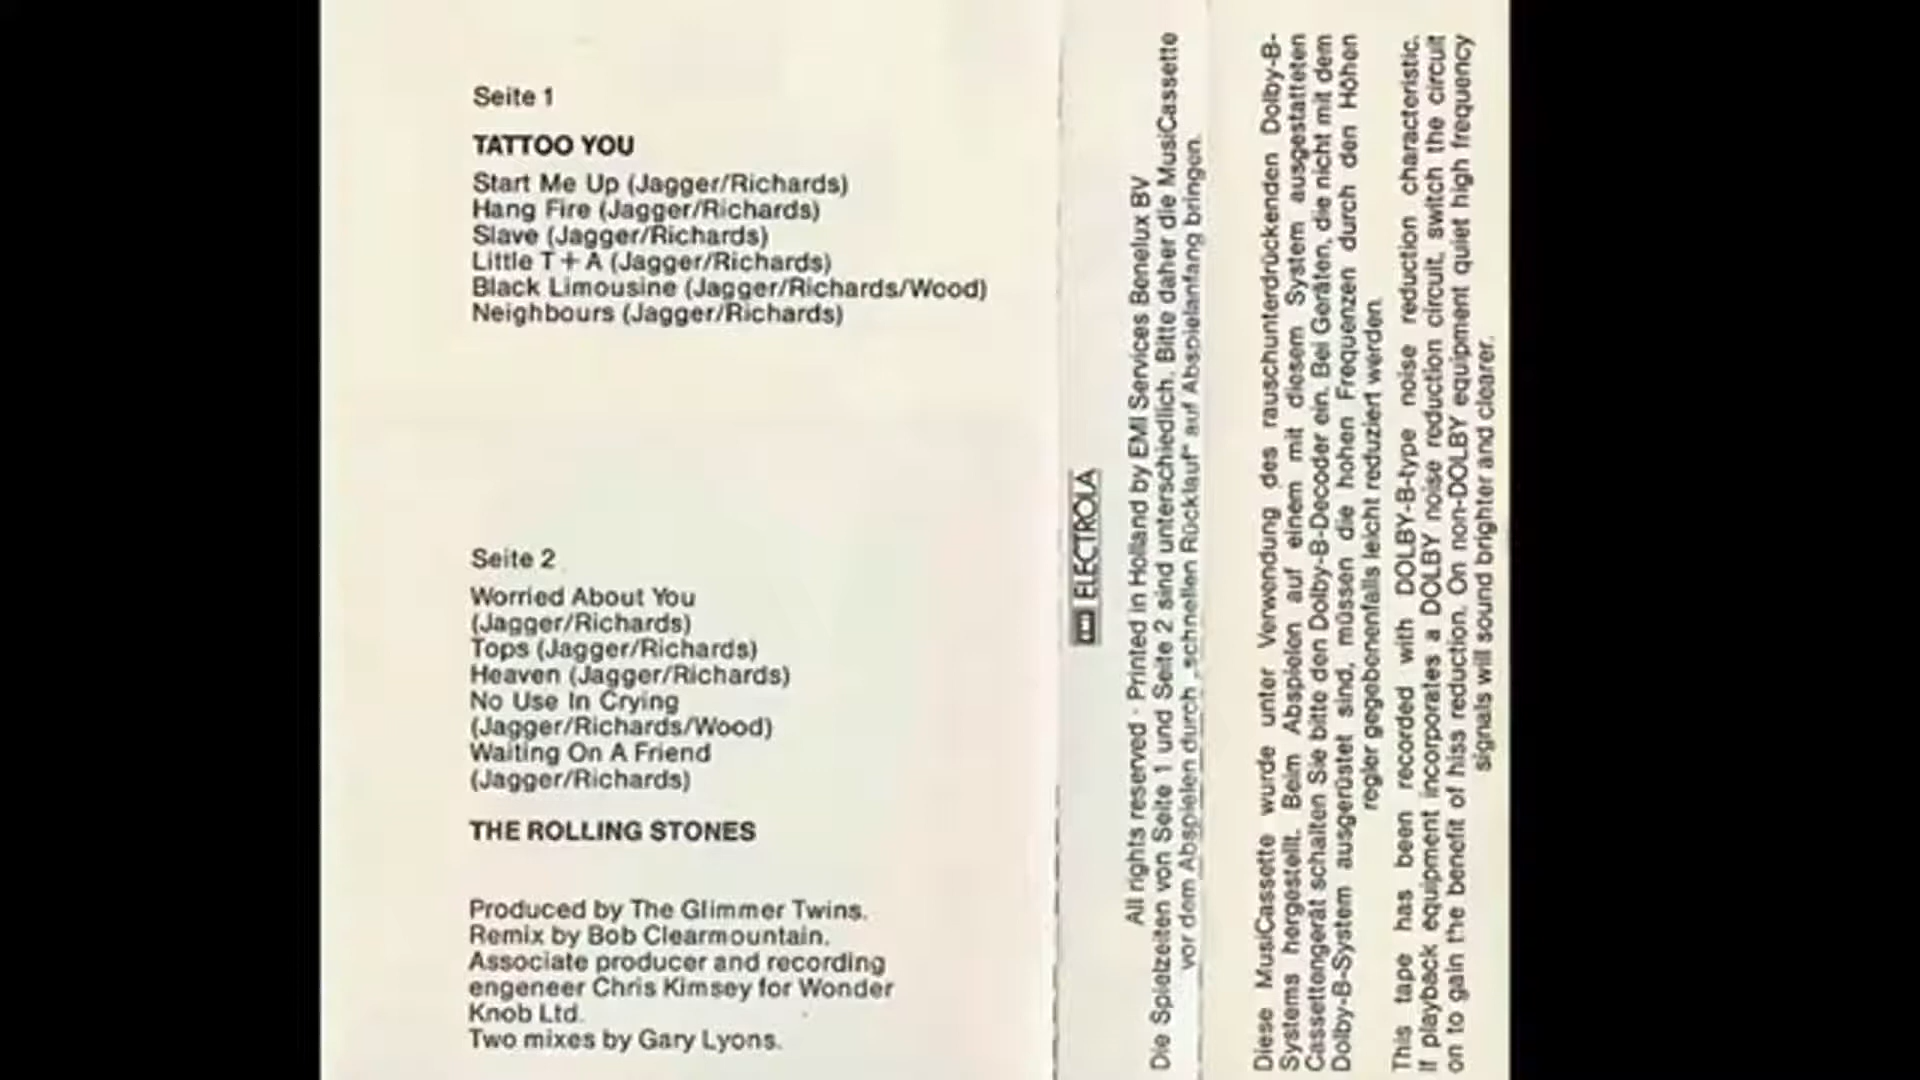 Seite 1
TATTOO YOU
Start Me Up (Jagger/Richards)
Hang Fire (Jagger/Richards)
Slave (Jagger/Richards)
Little T + A (Jagger/Richards)
Black Limousine (Jagger/Richards/Wood)
Neighbours (Jagger/Richards)
Seite 2
Worried About You
(Jagger/Richards)
Tops (Jagger/Richards)
Heaven (Jagger/Richards)
No Use In Crying
(Jagger/Richards/Wood)
Waiting On A Friend
(Jagger/Richards)
THE ROLLING STONES
Produced by The Glimmer Twins.
Remix by Bob Clearmountain.
Associate producer and recording
engeneer Chris Kimsey for Wonder
Knob Ltd.
Two mixes by Gary Lyons.
EMI ELECTROLA
All rights reserved · Printed in Holland by EMI Services Benelux BV
Die Spielzeiten von Seite 1 und Seite 2 sind unterschiedlich. Bitte daher die MusiCassette
vor dem Abspielen durch „schnellen Rücklauf" auf Abspielanfang bringen.
Diese MusiCassette wurde unter Verwendung des rauschunterdrückenden Dolby-B-
Systems hergestellt. Beim Abspielen auf einem mit diesem System ausgestatteten
Cassettengerät schalten Sie bitte den Dolby-B-Decoder ein. Bei Geräten, die nicht mit dem
Dolby-B-System ausgerüstet sind, müssen die hohen Frequenzen durch den Höhen
regler gegebenenfalls leicht reduziert werden.
This tape has been recorded with DOLBY-B-type noise reduction characteristic.
If playback equipment incorporates a DOLBY noise reduction circuit, switch the circuit
on to gain the benefit of hiss reduction. On non-DOLBY equipment quiet high frequency
signals will sound brighter and clearer.